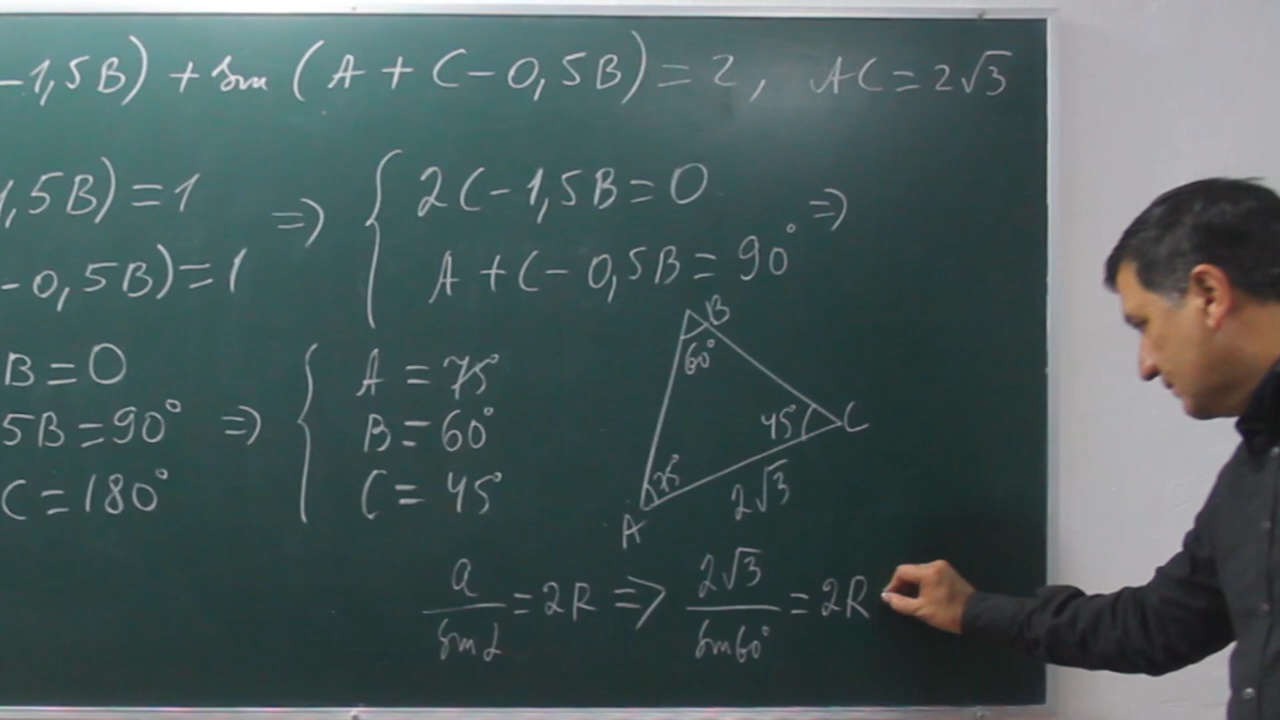 -1,5B) + sin (A + C - 0,5B) = 2, AC = 2√3
1,5B) = 1 => { 2C - 1,5B = 0 =>
-0,5B) = 1 A + C - 0,5B = 90°
B = 0 { A = 75°
5B = 90° => B = 60°
C = 180° C = 45°
B
60°
45° C
75°
2√3
A
a / sin α = 2R => 2√3 / sin 60° = 2R